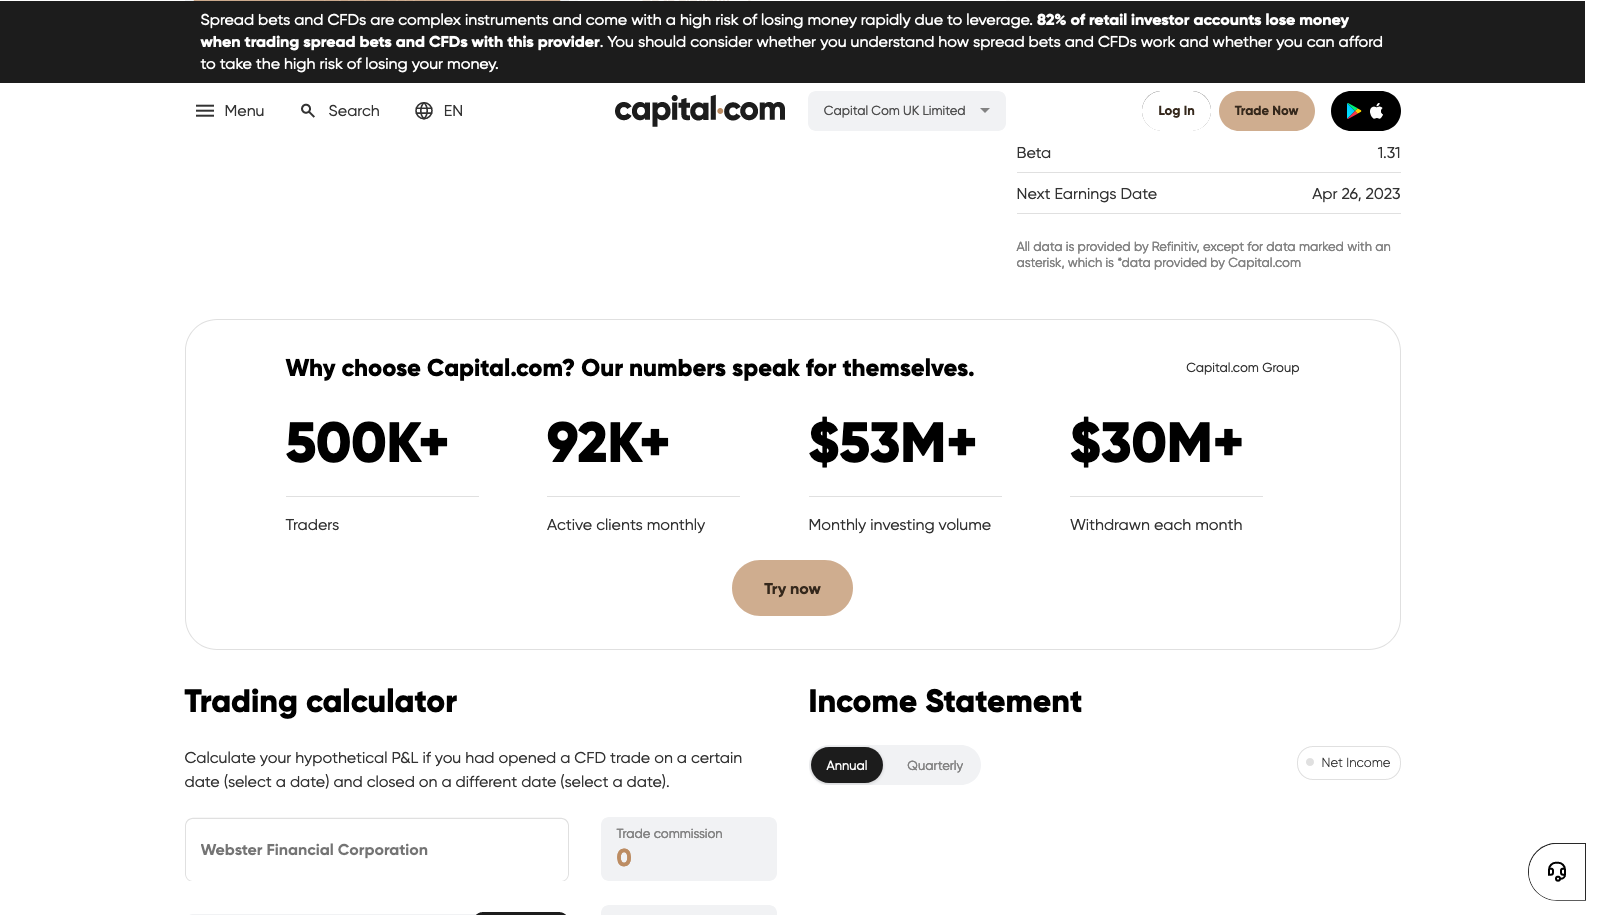 Spread bets and CFDs are complex instruments and come with a high risk of losing money rapidly due to leverage. 82% of retail investor accounts lose money
when trading spread bets and CFDs with this provider. You should consider whether you understand how spread bets and CFDs work and whether you can afford
to take the high risk of losing your money.
Menu Search EN capital.com Capital Com UK Limited Log In Trade Now
Beta 1.31
Next Earnings Date Apr 26, 2023
All data is provided by Refinitiv, except for data marked with an
asterisk, which is *data provided by Capital.com
Why choose Capital.com? Our numbers speak for themselves. Capital.com Group
500K+ 92K+ $53M+ $30M+
Traders Active clients monthly Monthly investing volume Withdrawn each month
Try now
Trading calculator
Calculate your hypothetical P&L if you had opened a CFD trade on a certain
date (select a date) and closed on a different date (select a date).
Webster Financial Corporation
Trade commission
0
Income Statement
Annual Quarterly Net Income